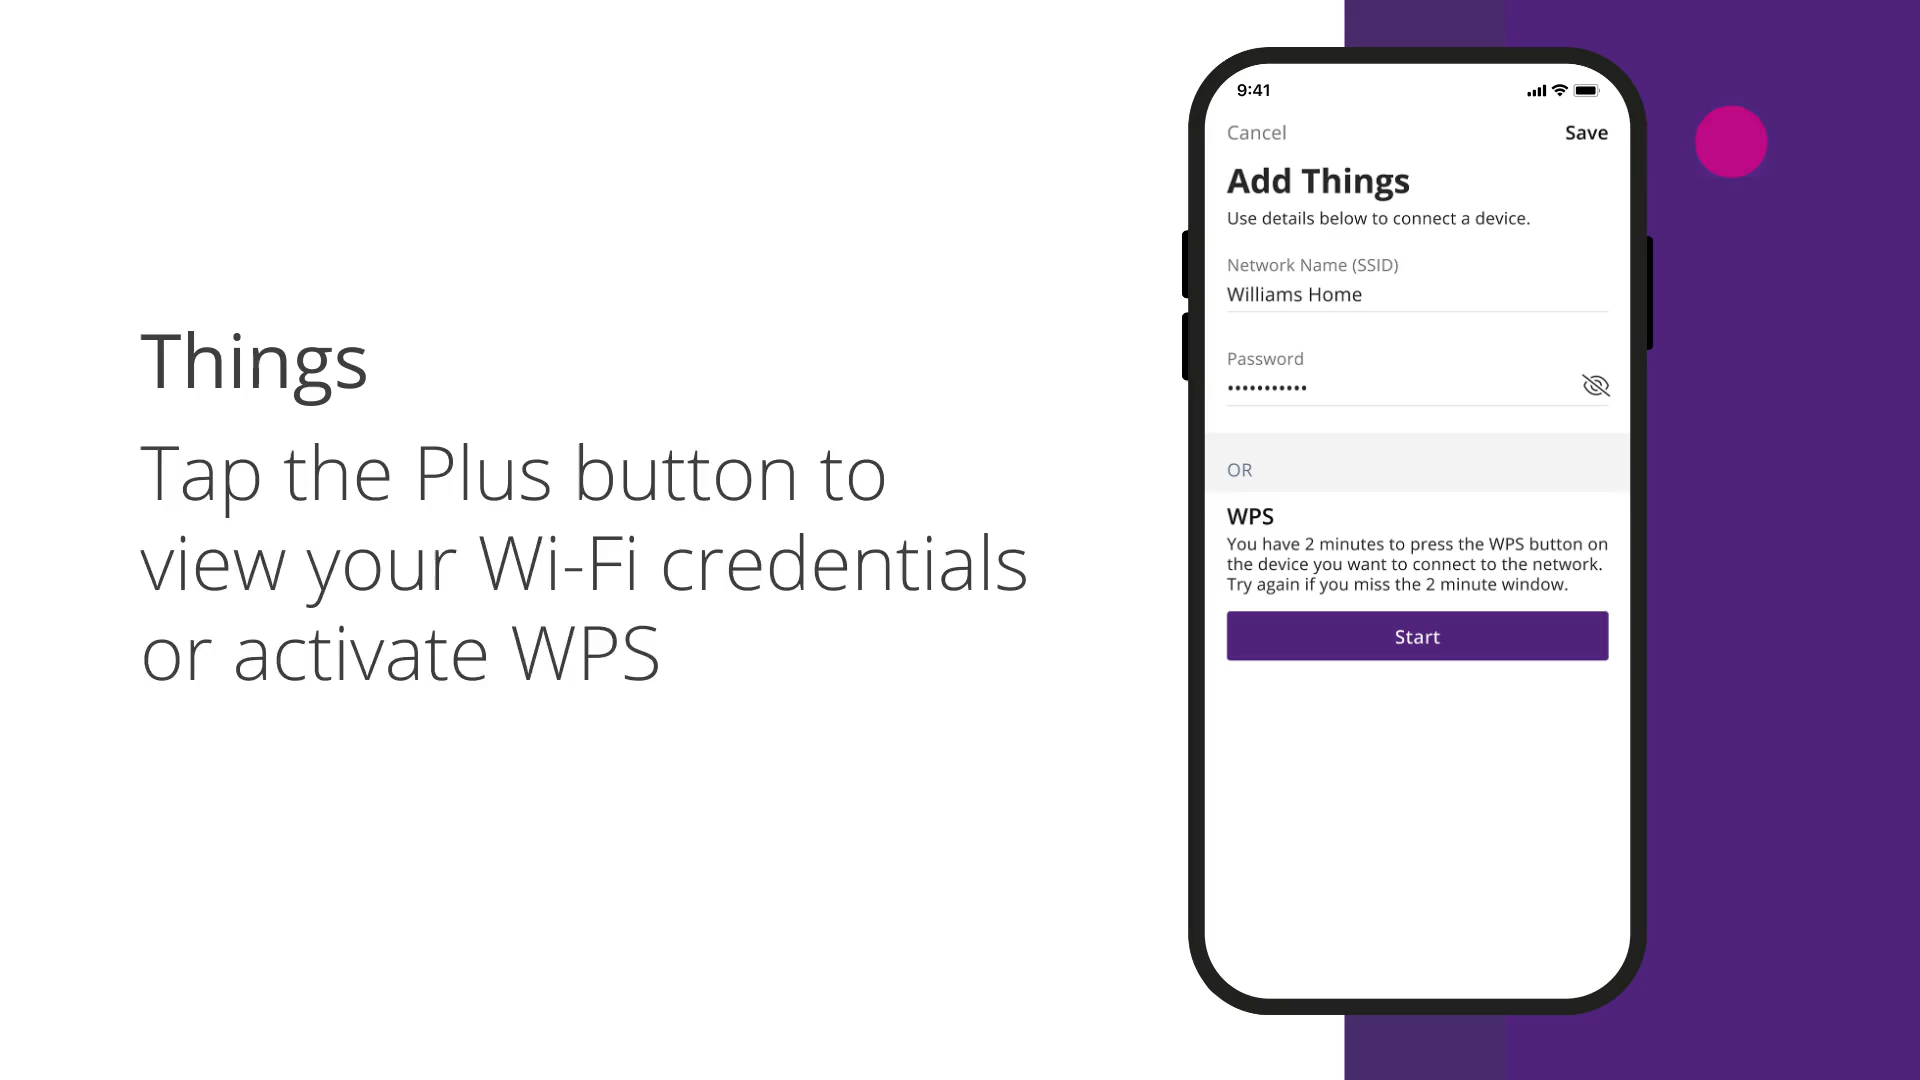 Things
Tap the Plus button to
view your Wi-Fi credentials
or activate WPS
9:41
Cancel
Save
Add Things
Use details below to connect a device.
Network Name (SSID)
Williams Home
Password
•••••••••••
OR
WPS
You have 2 minutes to press the WPS button on
the device you want to connect to the network.
Try again if you miss the 2 minute window.
Start